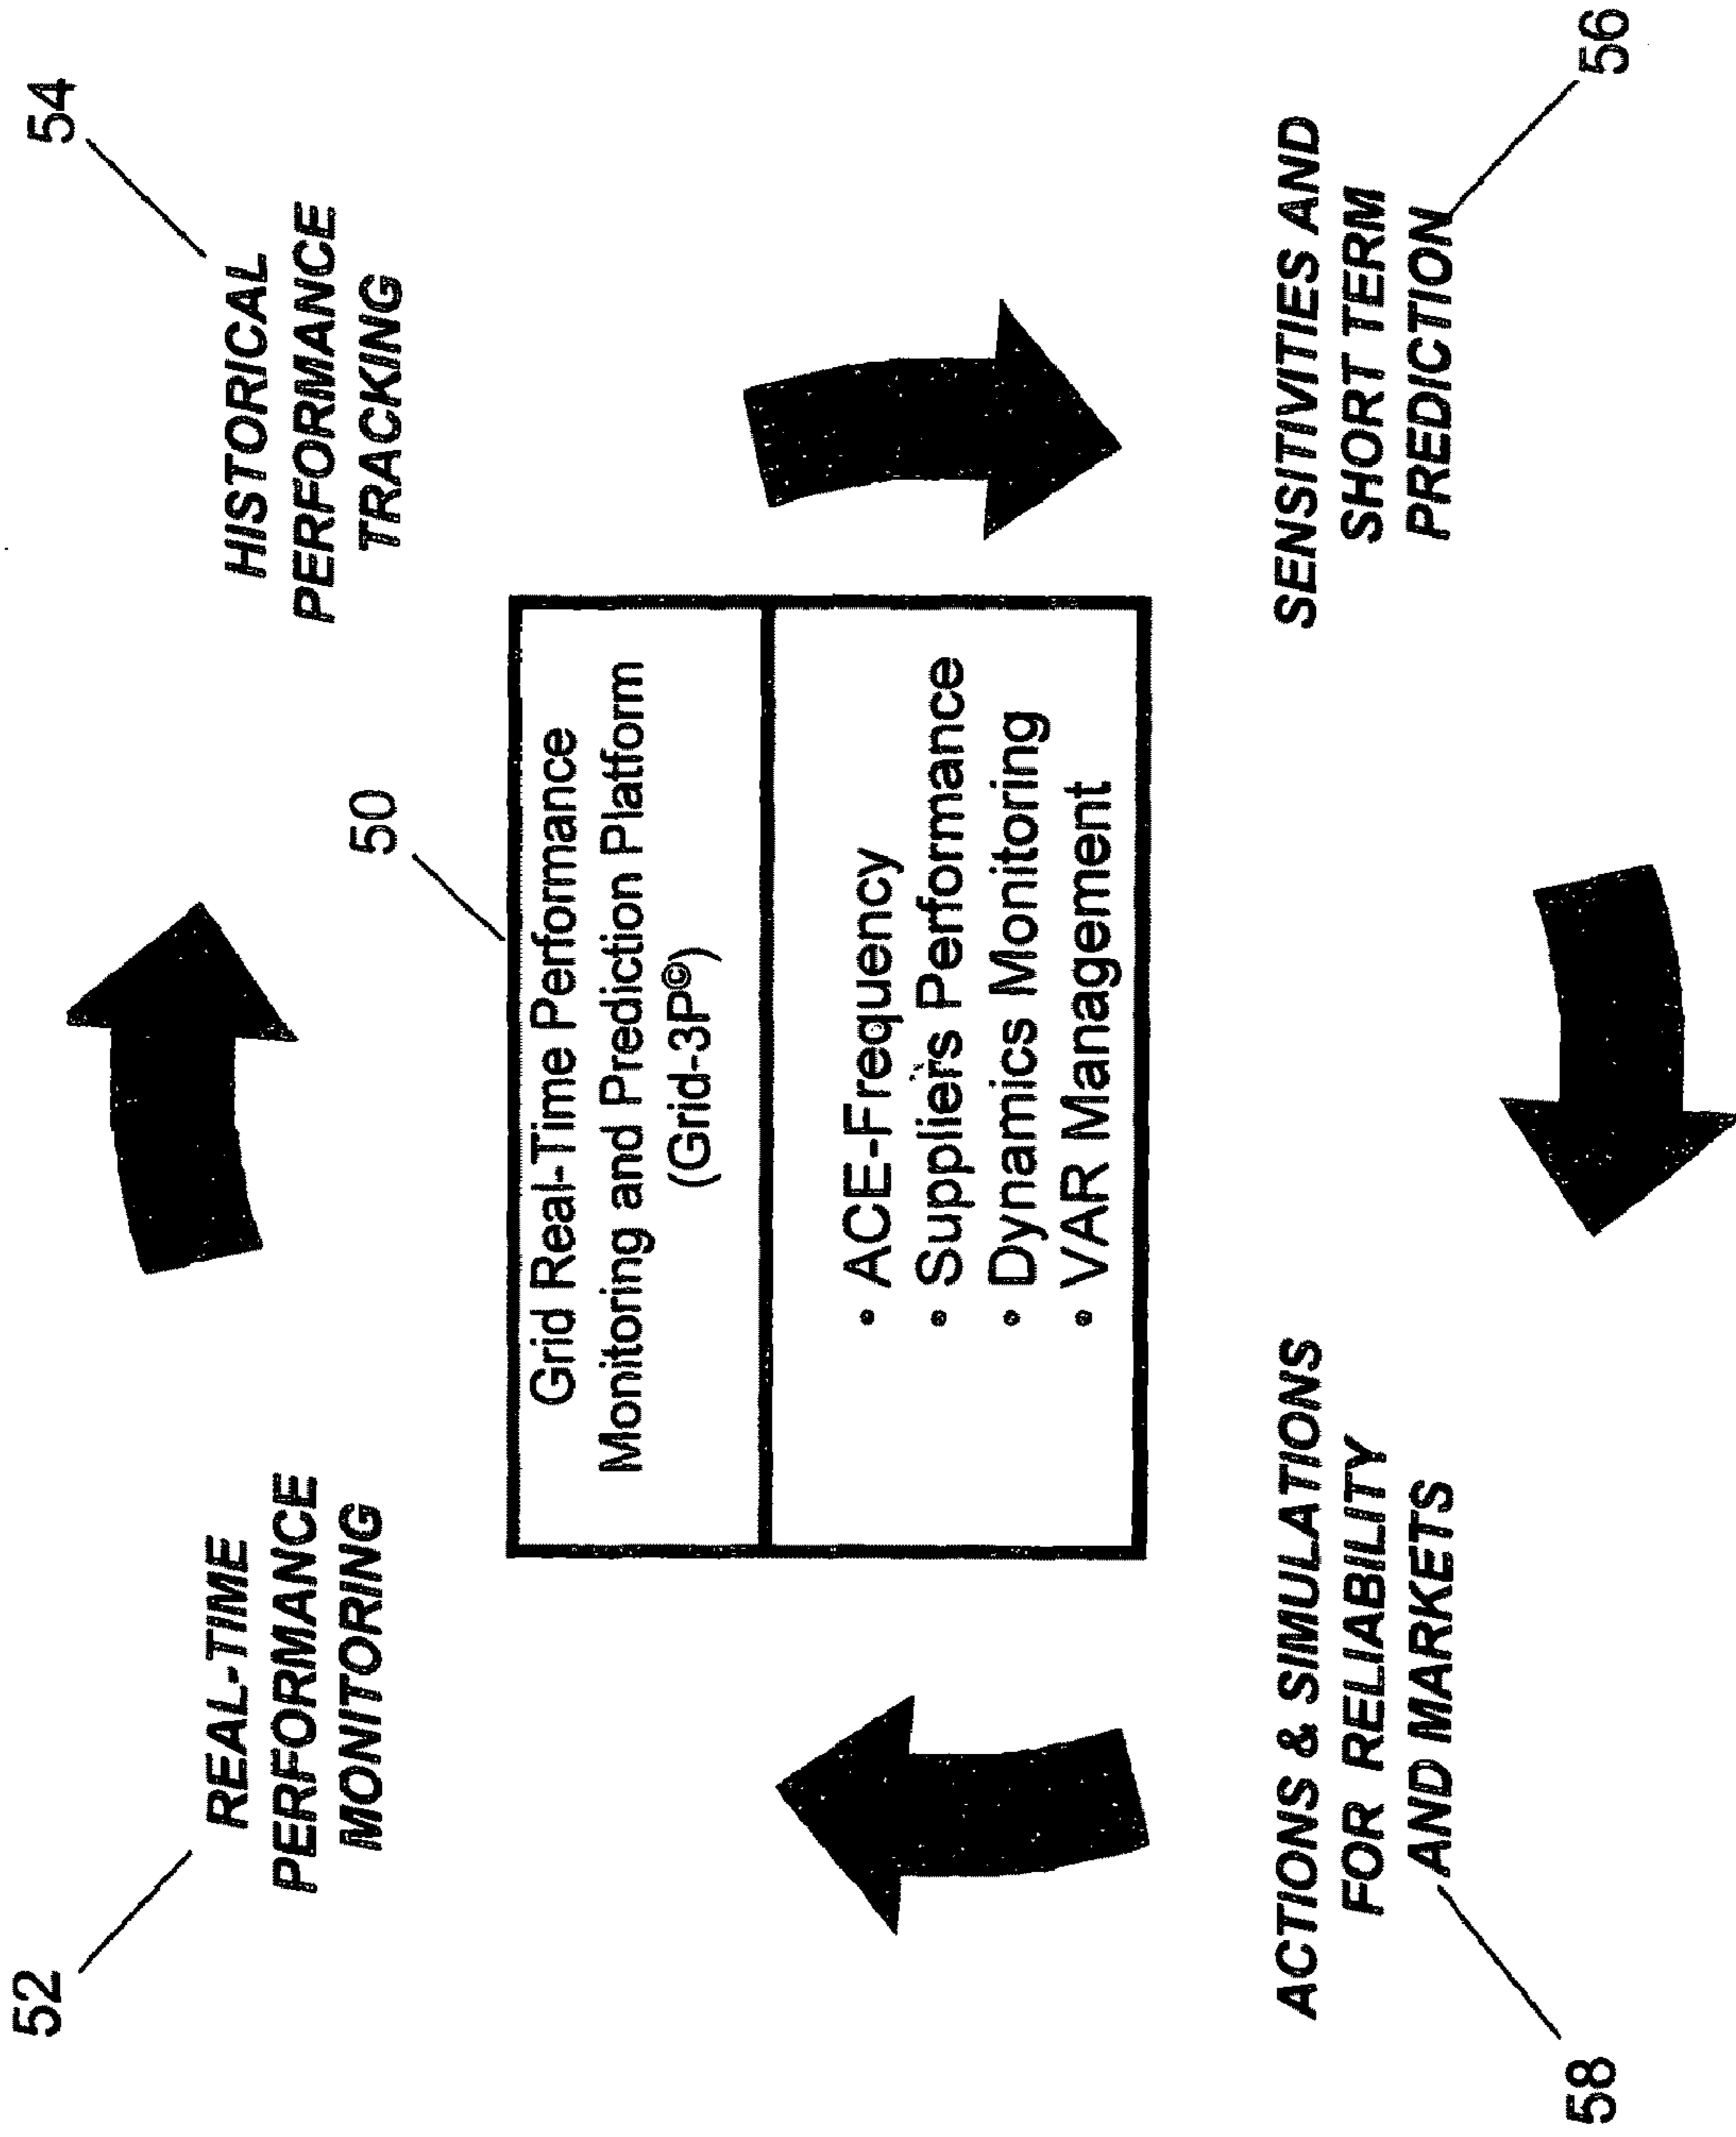 52
REAL-TIME
PERFORMANCE
MONITORING
54
HISTORICAL
PERFORMANCE
TRACKING
50
Grid Real-Time Performance
Monitoring and Prediction Platform
(Grid-3P©)
• ACE-Frequency
• Suppliers Performance
• Dynamics Monitoring
• VAR Management
58
ACTIONS & SIMULATIONS
FOR RELIABILITY
AND MARKETS
SENSITIVITIES AND
SHORT TERM
PREDICTION
56